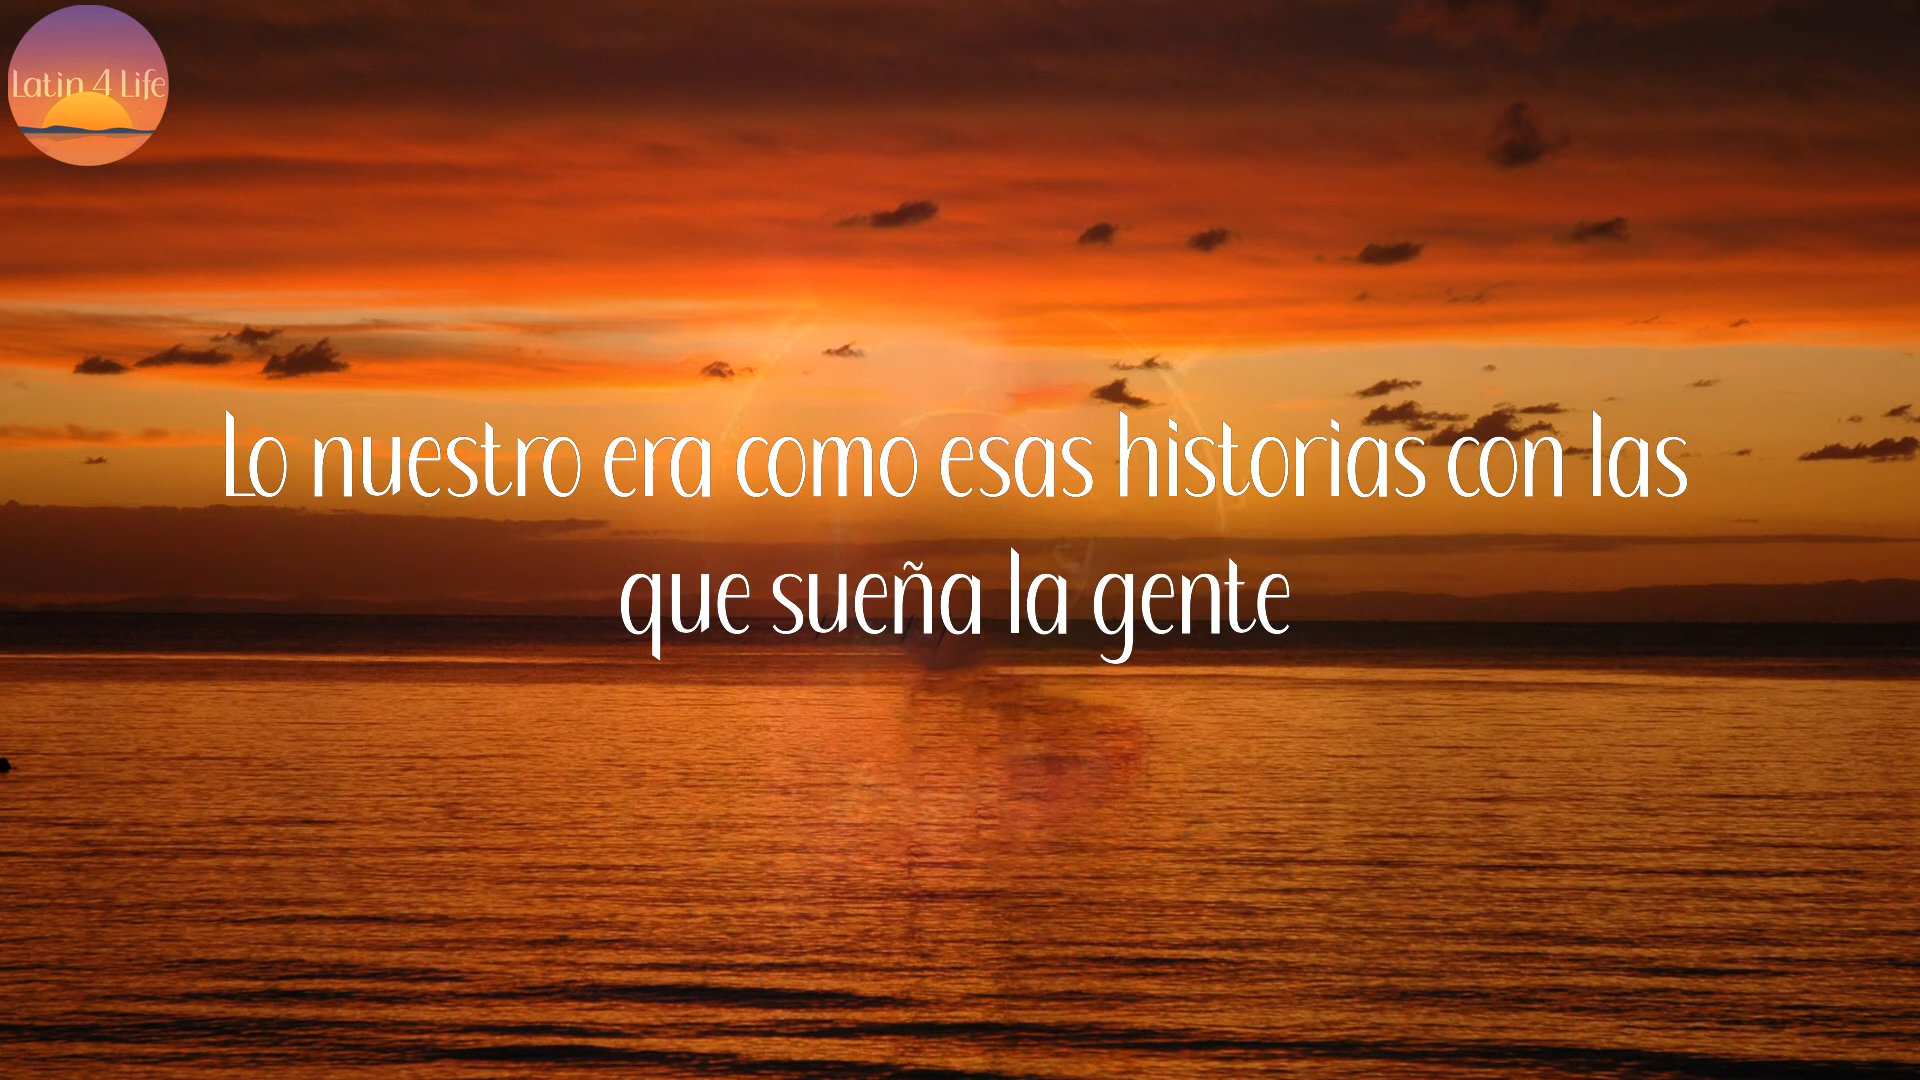 Latin 4 Life
Lo nuestro era como esas historias con las
que sueña la gente